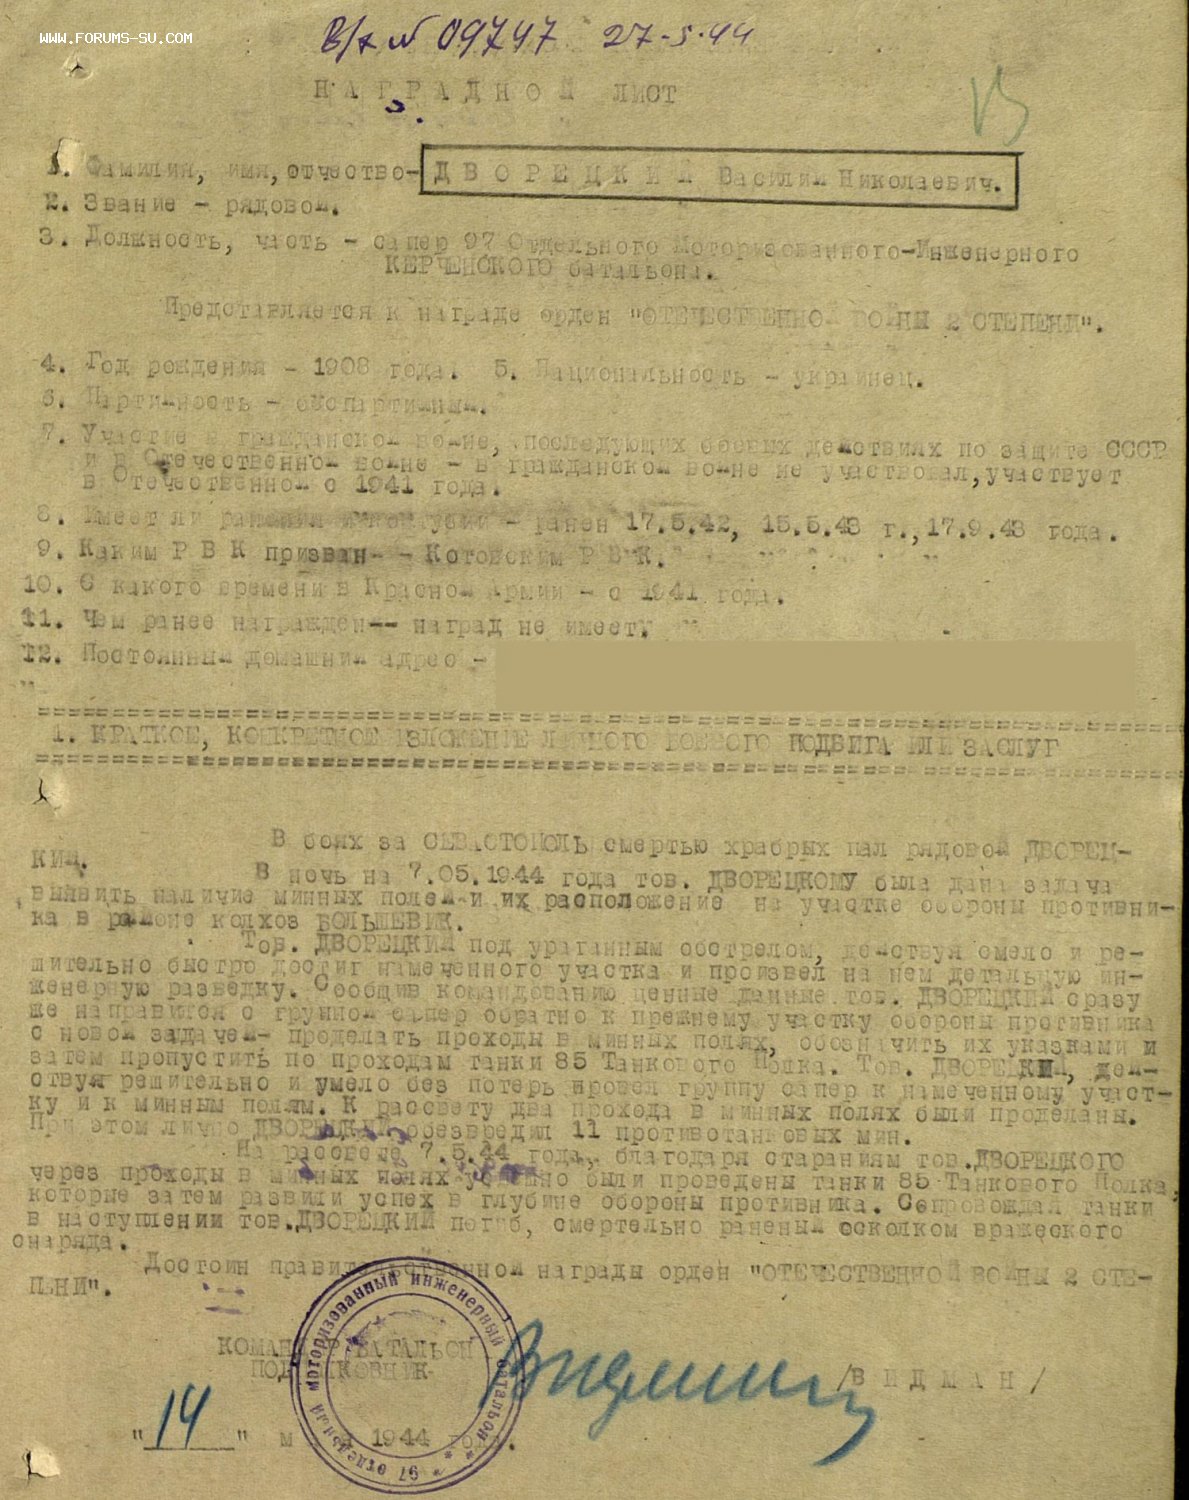 WWW.FORUMS-SU.COM
В/х № 09747 27-5-44
НАГРАДНОЙ ЛИСТ
1. Фамилия, имя, отчество- ДВОРЕЦКИЙ Василий Николаевич.
2. Звание - рядовой.
3. Должность, часть - сапер 97 Отдельного Моторизованного-Инженерного
КЕРЧЕНСКОГО батальона.
Представляется к награде орден "ОТЕЧЕСТВЕННОЙ ВОЙНЫ 2 СТЕПЕНИ".
4. Год рождения - 1908 года. 5. Национальность - украинец.
6. Партийность - беспартийный.
7. Участие в гражданской войне, последующих боевых действиях по защите СССР
и в Отечественной войне - в гражданской войне не участвовал, участвует
в Отечественной с 1941 года.
8. Имеет ли ранения и контузии - ранен 17.5.42, 15.5.43 г., 17.9.43 года.
9. Каким РВК призван-- Котовским РВК.
10. С какого времени в Красной Армии - с 1941 года.
11. Чем ранее награжден-- наград не имеет.
12. Постоянный домашний адрес -
1. КРАТКОЕ, КОНКРЕТНОЕ ИЗЛОЖЕНИЕ ЛИЧНОГО БОЕВОГО ПОДВИГА ИЛИ ЗАСЛУГ
В боях за СЕВАСТОПОЛЬ смертью храбрых пал рядовой ДВОРЕЦ-
КИЙ.
В ночь на 7.05.1944 года тов. ДВОРЕЦКОМУ была дана задача
выявить наличие минных полей и их расположение на участке обороны противни-
ка в районе колхоз БОЛЬШЕВИК.
Тов. ДВОРЕЦКИЙ под ураганным обстрелом, действуя смело и ре-
шительно быстро достиг намеченного участка и произвел на нем детальную ин-
женерную разведку. Сообщив командованию ценные данные тов. ДВОРЕЦКИЙ сразу
же направился с группой сапер обратно к прежнему участку обороны противника
с новой задачей- проделать проходы в минных полях, обозначить их указками и
затем пропустить по проходам танки 85 Танкового Полка. Тов. ДВОРЕЦКИЙ, дей-
ствуя решительно и умело без потерь провел группу сапер к намеченному участ-
ку и к минным полям. К рассвету два прохода в минных полях были проделаны.
При этом лично ДВОРЕЦКИЙ обезвредил 11 противотанковых мин.
На рассвете 7.5.44 года, благодаря стараниям тов.ДВОРЕЦКОГО
через проходы в минных полях успешно были проведены танки 85 Танкового Полка,
которые затем развили успех в глубине обороны противника. Сопровождая танки
в наступлении тов.ДВОРЕЦКИЙ погиб, смертельно раненый осколком вражеского
снаряда.
Достоин правительственной награды орден "ОТЕЧЕСТВЕННОЙ ВОЙНЫ 2 СТЕ-
ПЕНИ".
КОМАНДИР БАТАЛЬОН
ПОДПОЛКОВНИК
/ВИДМАН/
"14" мая 1944 года.
97 отдельный моторизованный инженерный батальон